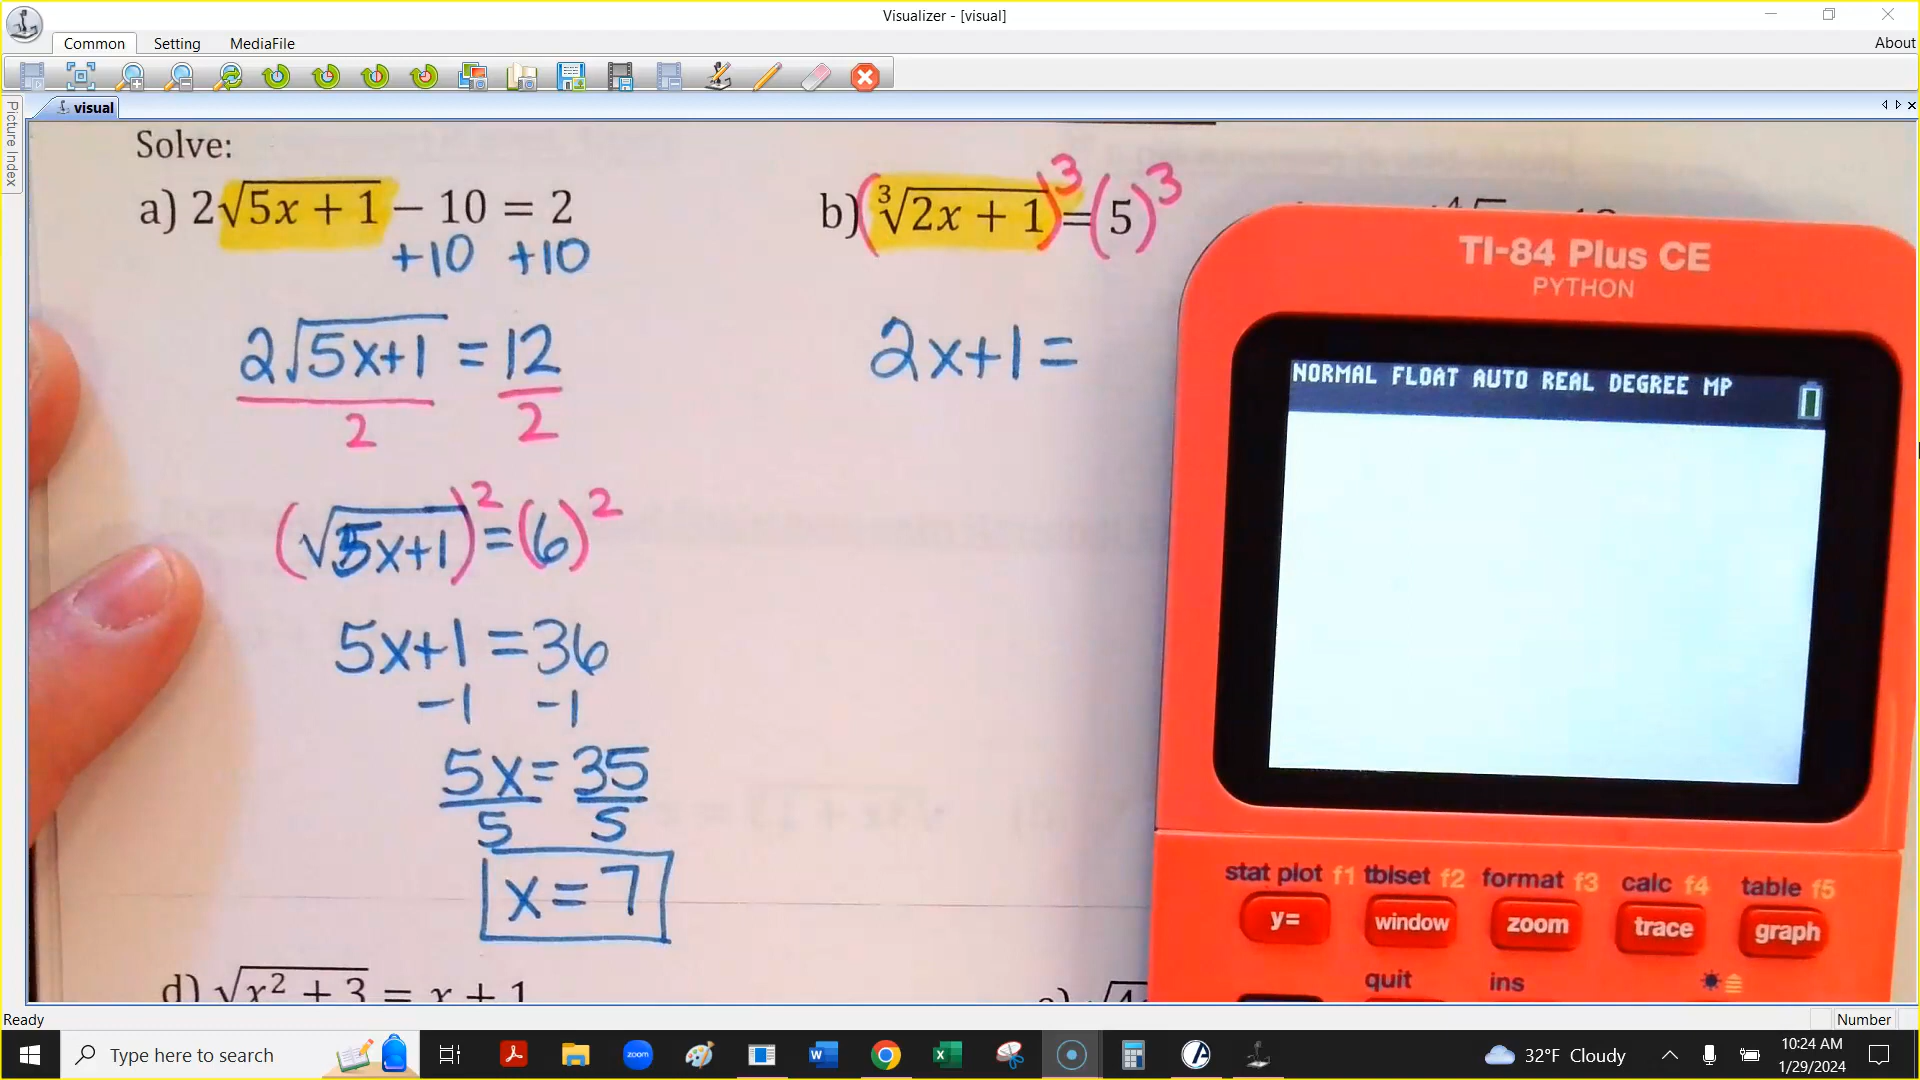 Visualizer - [visual]
Common Setting MediaFile
About
visual
Picture Index
Solve:
a) 2√5x + 1 − 10 = 2
+10 +10
2√5x+1 = 12
2 2
(√5x+1)² = (6)²
5x+1 = 36
−1 −1
5x = 35
5 5
x = 7
b) (∛2x + 1)³ = (5)³
2x+1 =
d) √x² + 3 = x + 1
TI-84 Plus CE
PYTHON
NORMAL FLOAT AUTO REAL DEGREE MP
stat plot f1 tblset f2 format f3 calc f4 table f5
y= window zoom trace graph
quit ins
Ready
Number
Type here to search
zoom
32°F Cloudy
10:24 AM
1/29/2024